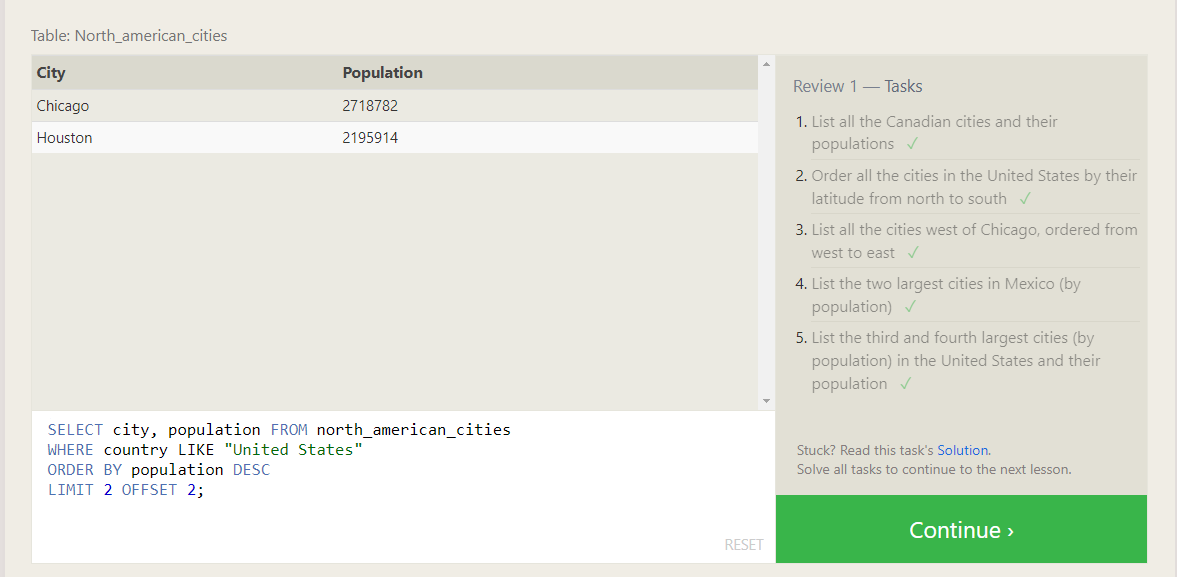 Table: North_american_cities
City Population
Chicago 2718782
Houston 2195914
SELECT city, population FROM north_american_cities
WHERE country LIKE "United States"
ORDER BY population DESC
LIMIT 2 OFFSET 2;
RESET
Review 1 — Tasks
1. List all the Canadian cities and their
populations ✓
2. Order all the cities in the United States by their
latitude from north to south ✓
3. List all the cities west of Chicago, ordered from
west to east ✓
4. List the two largest cities in Mexico (by
population) ✓
5. List the third and fourth largest cities (by
population) in the United States and their
population ✓
Stuck? Read this task's Solution.
Solve all tasks to continue to the next lesson.
Continue ›